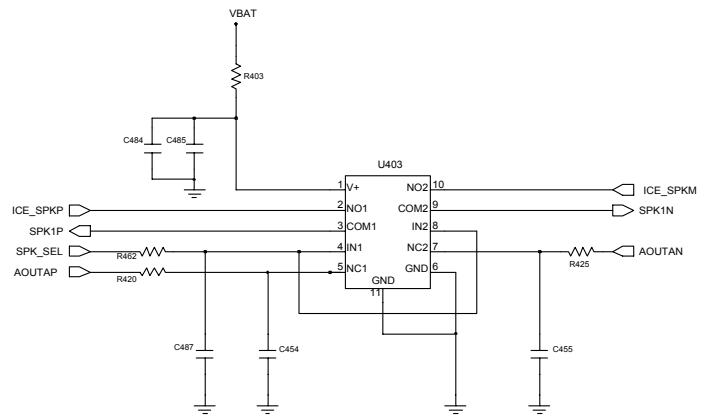 VBAT
R403
C484
C485
U403
1 V+ NO2 10
ICE_SPKP 2 NO1 COM2 9 ICE_SPKM
SPK1P 3 COM1 IN2 8 SPK1N
SPK_SEL R462 4 IN1 NC2 7 AOUTAN
AOUTAP R420 5 NC1 GND 6 R425
GND
11
C487
C454
C455